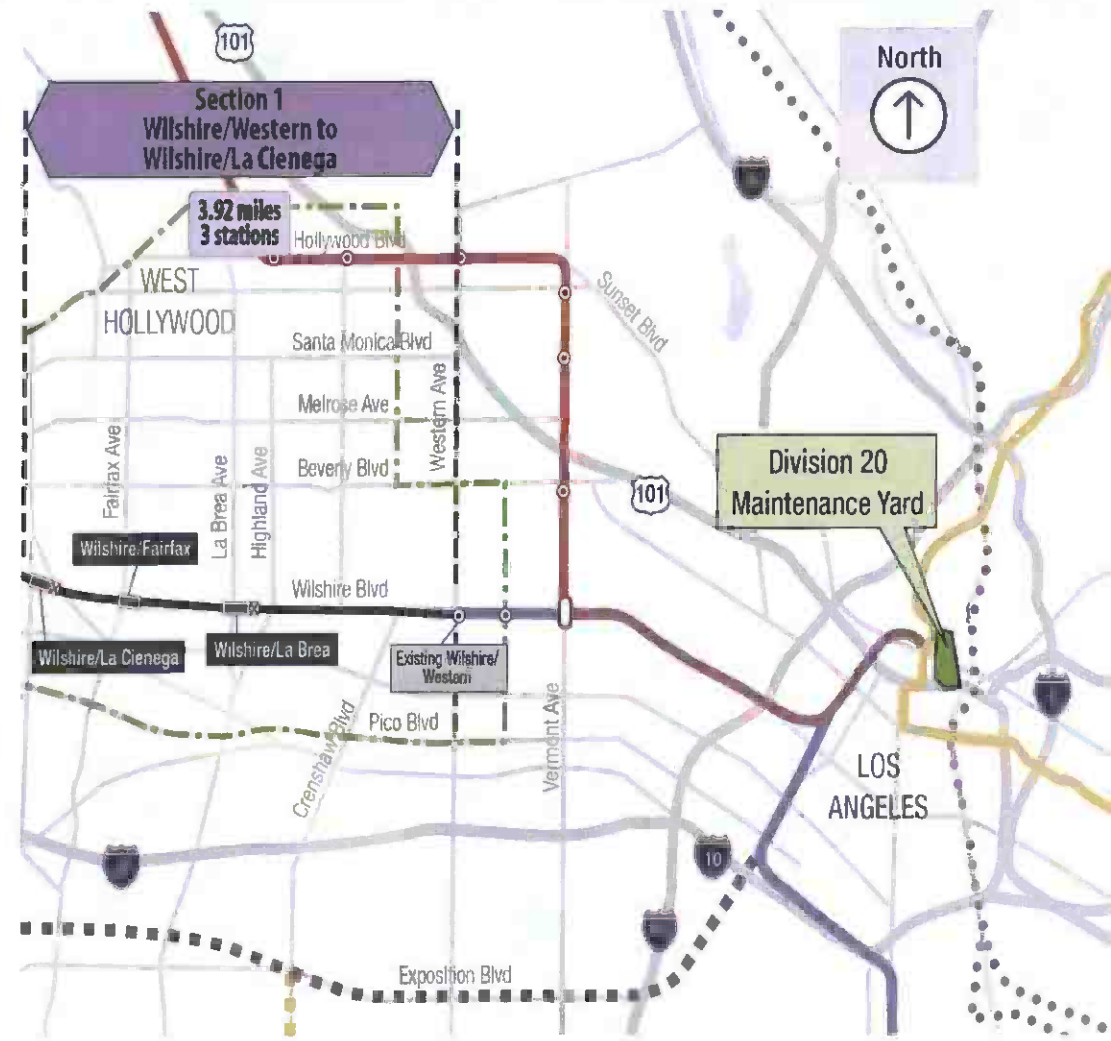 101
North
Section 1
Wilshire/Western to
Wilshire/La Cienega
3.92 miles
3 stations
Hollywood Blvd
WEST
HOLLYWOOD
Sunset Blvd
Santa Monica Blvd
Western Ave
Melrose Ave
Fairfax Ave
La Brea Ave
Highland Ave
Beverly Blvd
101
Division 20
Maintenance Yard
Wilshire/Fairfax
Wilshire Blvd
Wilshire/La Cienega
Wilshire/La Brea
Existing Wilshire/
Western
Pico Blvd
Crenshaw Blvd
Vermont Ave
LOS
ANGELES
10
Exposition Blvd